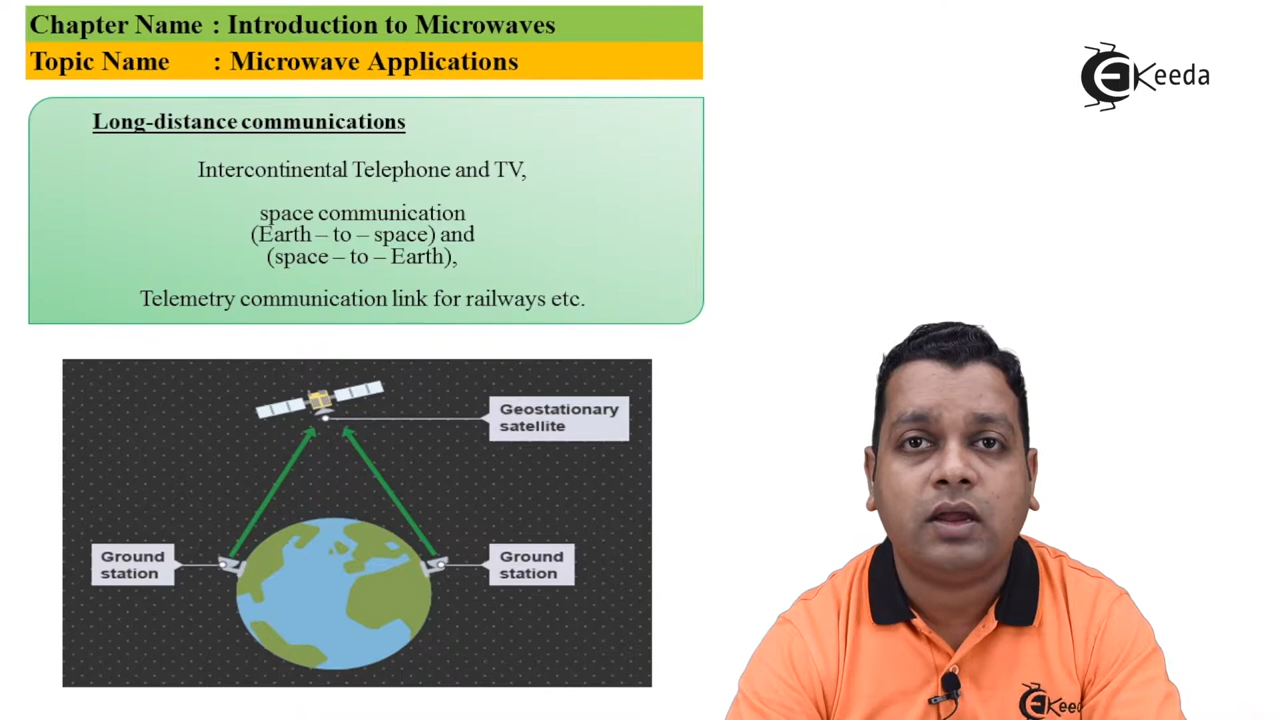 Chapter Name : Introduction to Microwaves
Topic Name : Microwave Applications
Keeda
Long-distance communications
Intercontinental Telephone and TV,
space communication
(Earth – to – space) and
(space – to – Earth),
Telemetry communication link for railways etc.
Geostationary
satellite
Ground
station
Ground
station
Keeda